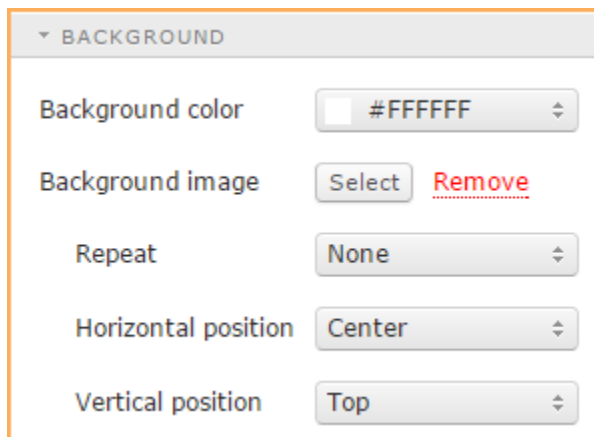 BACKGROUND
Background color #FFFFFF
Background image Select Remove
Repeat None
Horizontal position Center
Vertical position Top